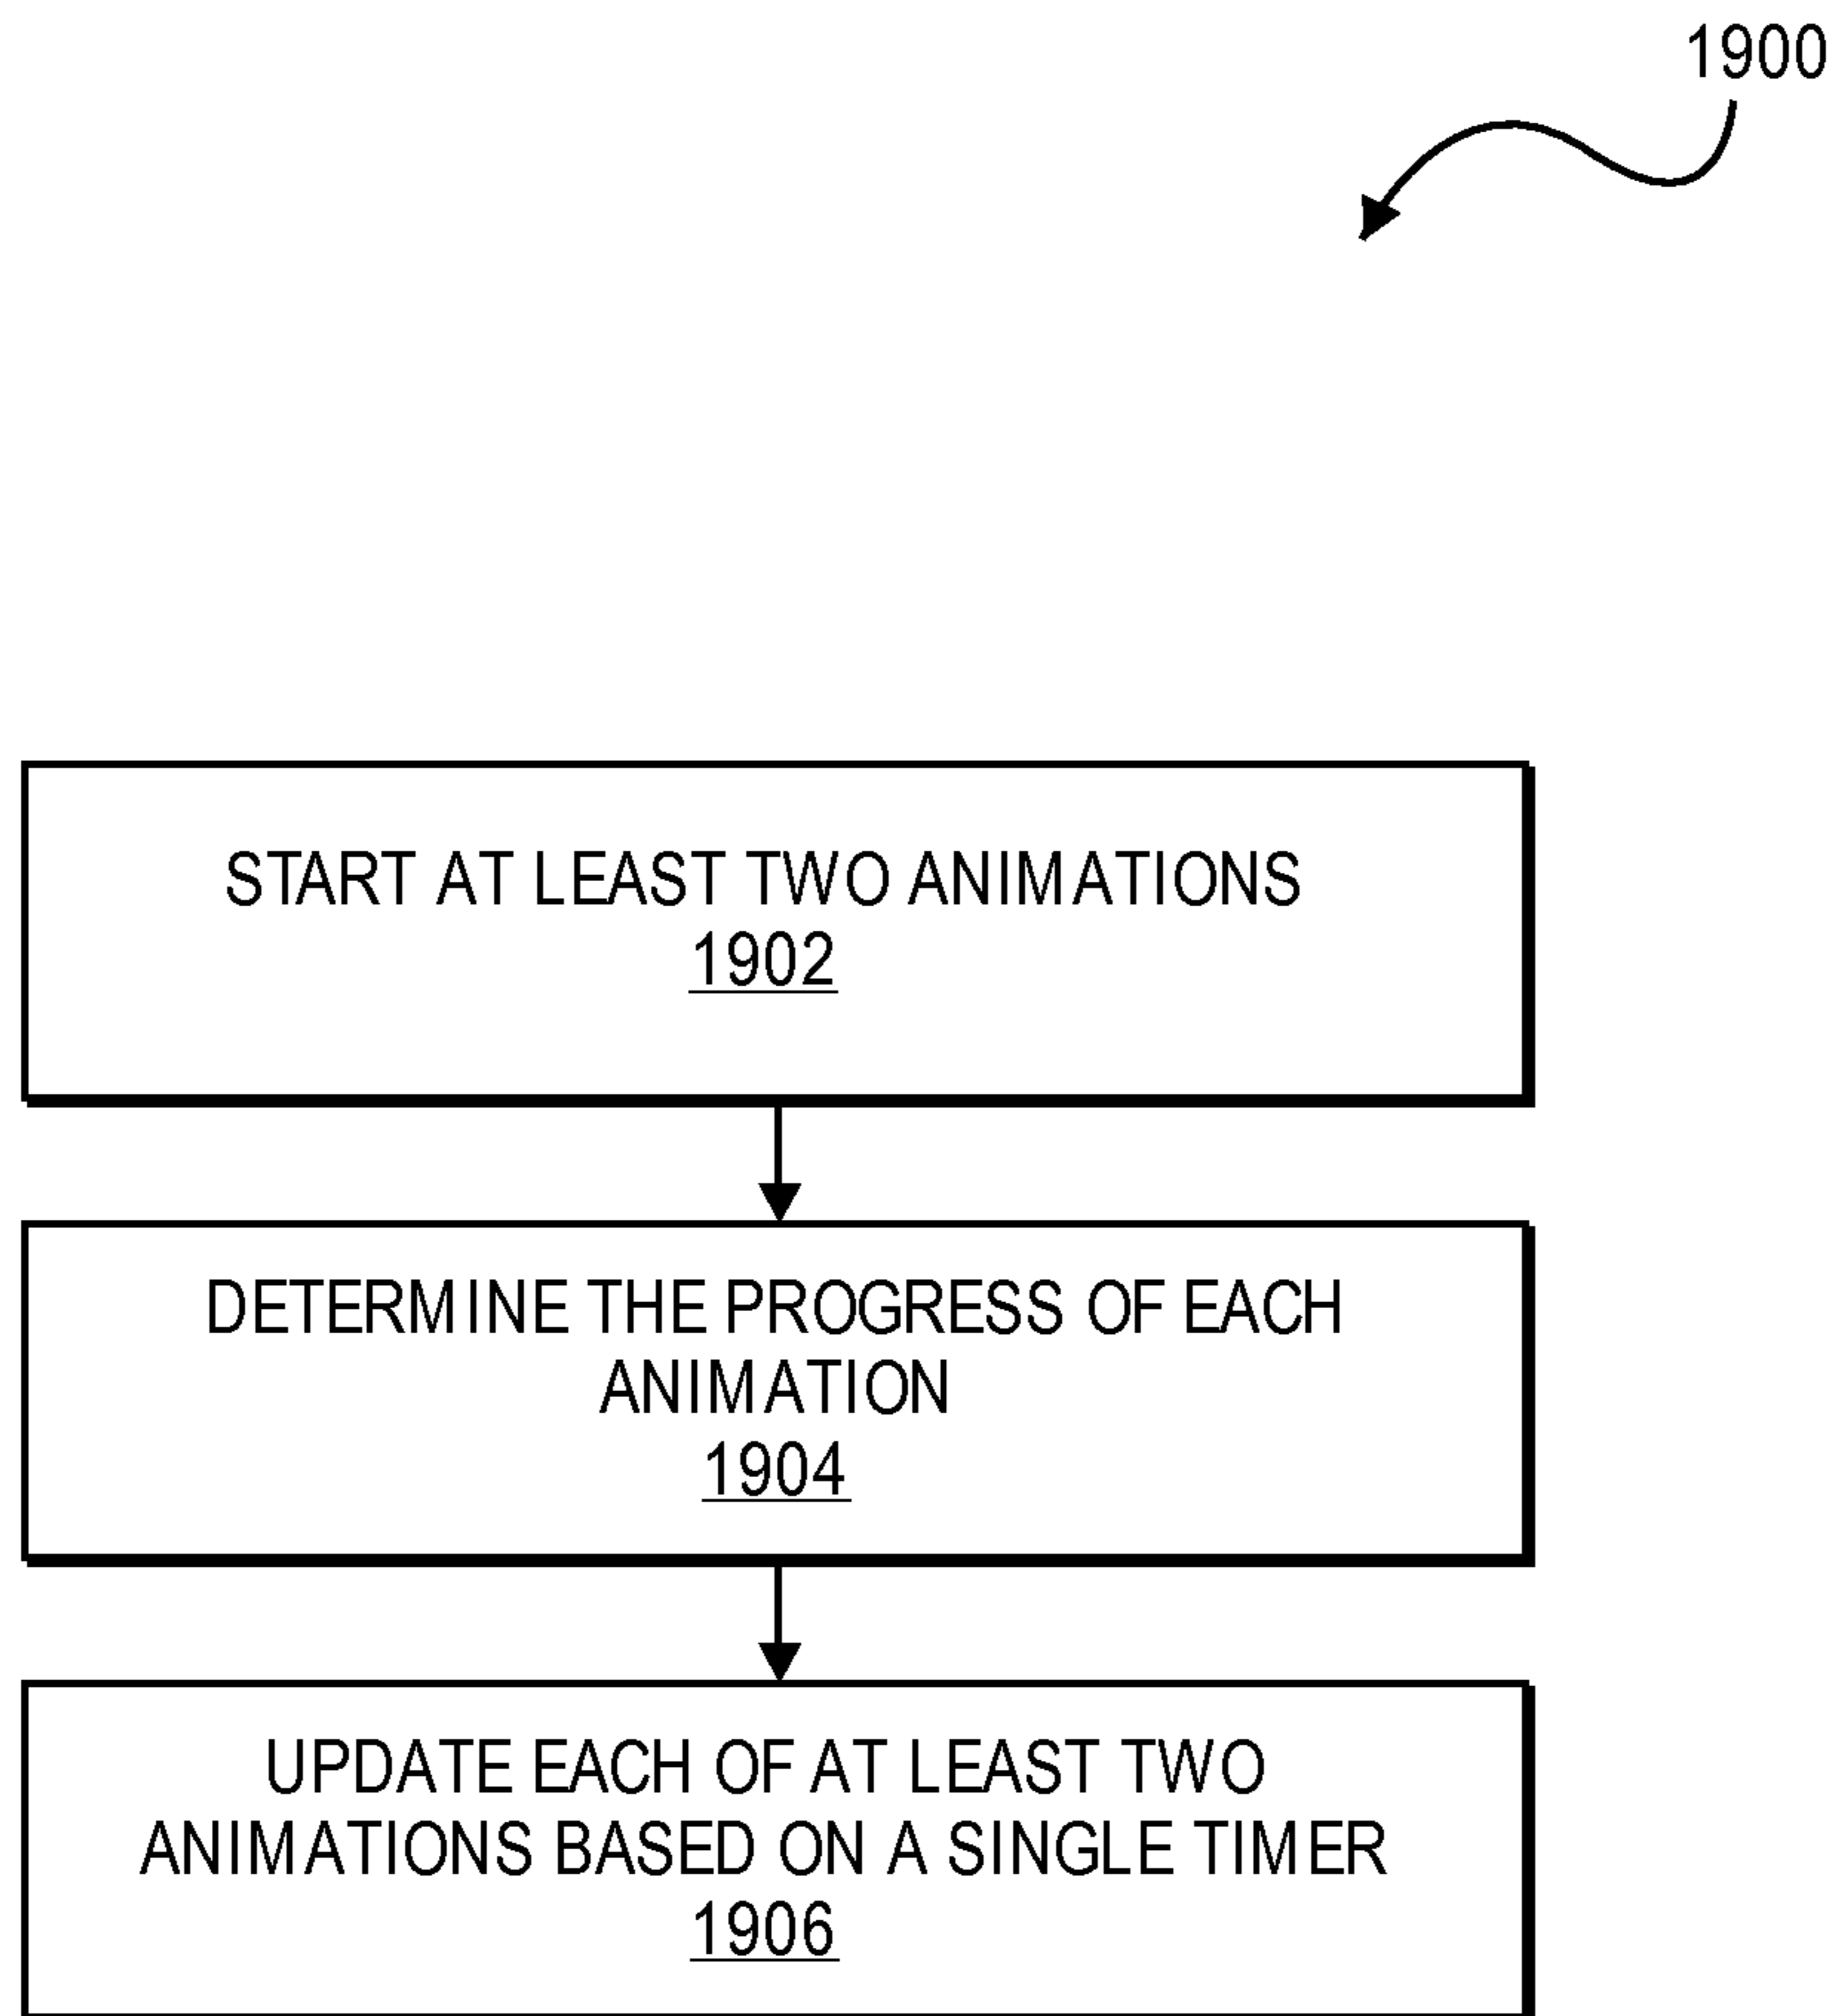 1900
START AT LEAST TWO ANIMATIONS
1902
DETERMINE THE PROGRESS OF EACH
ANIMATION
1904
UPDATE EACH OF AT LEAST TWO
ANIMATIONS BASED ON A SINGLE TIMER
1906